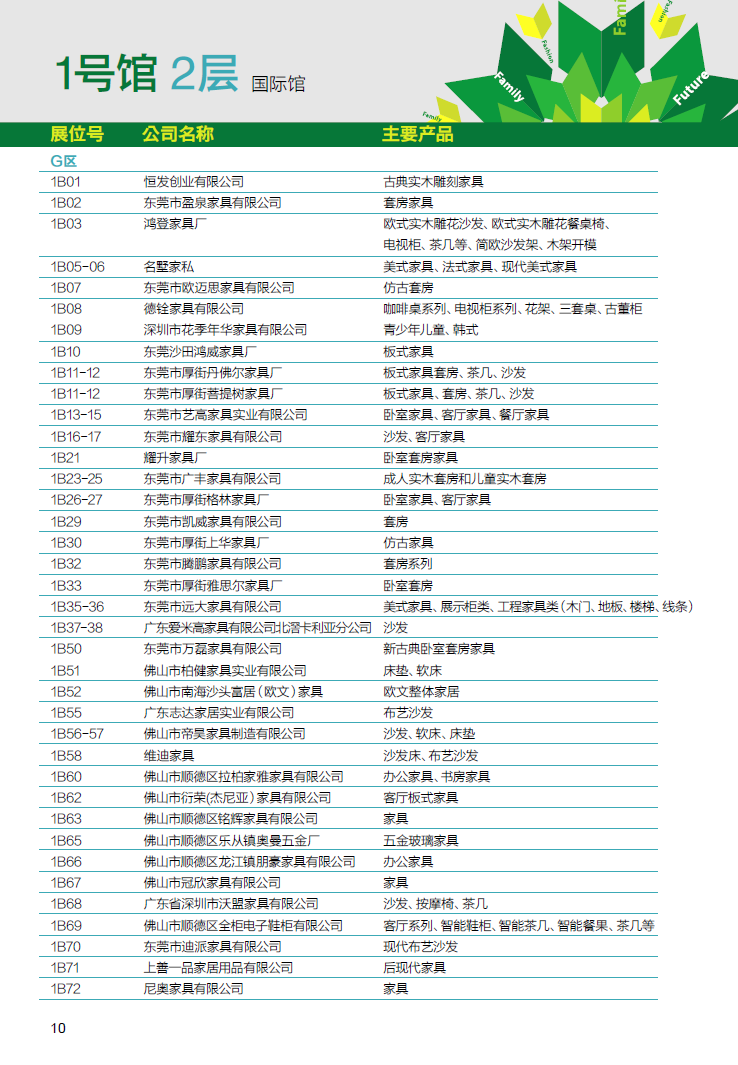 1号馆 2层 国际馆
Family
Fashion
Fashion
Family
Future
Family
展位号 公司名称 主要产品
G区
1B01 恒发创业有限公司 古典实木雕刻家具
1B02 东莞市盈泉家具有限公司 套房家具
1B03 鸿登家具厂 欧式实木雕花沙发、欧式实木雕花餐桌椅、
电视柜、茶几等、简欧沙发架、木架开模
1B05-06 名墅家私 美式家具、法式家具、现代美式家具
1B07 东莞市欧迈思家具有限公司 仿古套房
1B08 德铨家具有限公司 咖啡桌系列、电视柜系列、花架、三套桌、古董柜
1B09 深圳市花季年华家具有限公司 青少年儿童、韩式
1B10 东莞沙田鸿威家具厂 板式家具
1B11-12 东莞市厚街丹佛尔家具厂 板式家具套房、茶几、沙发
1B11-12 东莞市厚街菩提树家具厂 板式家具、套房、茶几、沙发
1B13-15 东莞市艺高家具实业有限公司 卧室家具、客厅家具、餐厅家具
1B16-17 东莞市耀东家具有限公司 沙发、客厅家具
1B21 耀升家具厂 卧室套房家具
1B23-25 东莞市广丰家具有限公司 成人实木套房和儿童实木套房
1B26-27 东莞市厚街格林家具厂 卧室家具、客厅家具
1B29 东莞市凯威家具有限公司 套房
1B30 东莞市厚街上华家具厂 仿古家具
1B32 东莞市腾鹏家具有限公司 套房系列
1B33 东莞市厚街雅思尔家具厂 卧室套房
1B35-36 东莞市远大家具有限公司 美式家具、展示柜类、工程家具类（木门、地板、楼梯、线条）
1B37-38 广东爱米高家具有限公司北滘卡利亚分公司 沙发
1B50 东莞市万磊家具有限公司 新古典卧室套房家具
1B51 佛山市柏健家具实业有限公司 床垫、软床
1B52 佛山市南海沙头富居（欧文）家具 欧文整体家居
1B55 广东志达家居实业有限公司 布艺沙发
1B56-57 佛山市帝昊家具制造有限公司 沙发、软床、床垫
1B58 维迪家具 沙发床、布艺沙发
1B60 佛山市顺德区拉柏家雅家具有限公司 办公家具、书房家具
1B62 佛山市衍荣(杰尼亚）家具有限公司 客厅板式家具
1B63 佛山市顺德区铭辉家具有限公司 家具
1B65 佛山市顺德区乐从镇奥曼五金厂 五金玻璃家具
1B66 佛山市顺德区龙江镇朋豪家具有限公司 办公家具
1B67 佛山市冠欣家具有限公司 家具
1B68 广东省深圳市沃盟家具有限公司 沙发、按摩椅、茶几
1B69 佛山市顺德区全柜电子鞋柜有限公司 客厅系列、智能鞋柜、智能茶几、智能餐果、茶几等
1B70 东莞市迪派家具有限公司 现代布艺沙发
1B71 上善一品家居用品有限公司 后现代家具
1B72 尼奥家具有限公司 家具
10